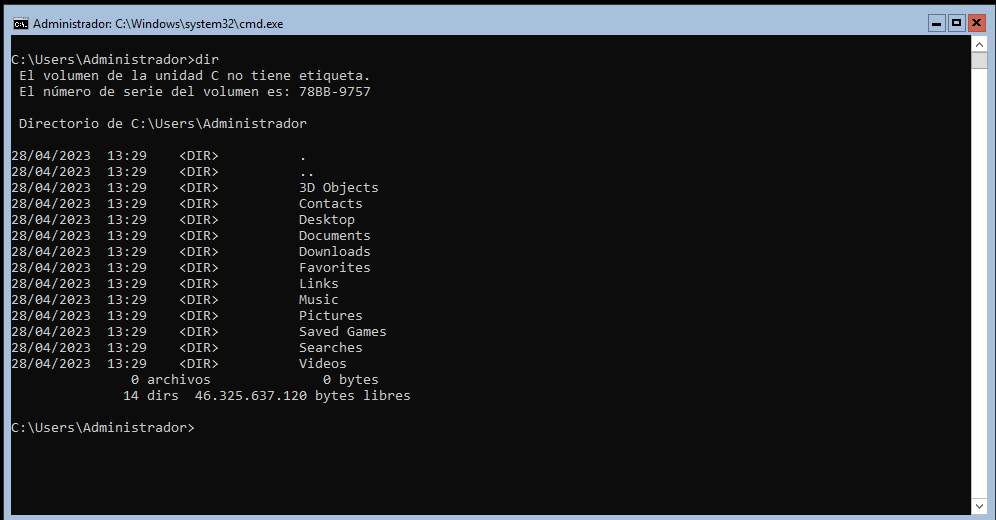 Administrador: C:\Windows\system32\cmd.exe
C:\Users\Administrador>dir
 El volumen de la unidad C no tiene etiqueta.
 El número de serie del volumen es: 78BB-9757
 Directorio de C:\Users\Administrador
28/04/2023  13:29    <DIR>          .
28/04/2023  13:29    <DIR>          ..
28/04/2023  13:29    <DIR>          3D Objects
28/04/2023  13:29    <DIR>          Contacts
28/04/2023  13:29    <DIR>          Desktop
28/04/2023  13:29    <DIR>          Documents
28/04/2023  13:29    <DIR>          Downloads
28/04/2023  13:29    <DIR>          Favorites
28/04/2023  13:29    <DIR>          Links
28/04/2023  13:29    <DIR>          Music
28/04/2023  13:29    <DIR>          Pictures
28/04/2023  13:29    <DIR>          Saved Games
28/04/2023  13:29    <DIR>          Searches
28/04/2023  13:29    <DIR>          Videos
               0 archivos              0 bytes
              14 dirs  46.325.637.120 bytes libres
C:\Users\Administrador>